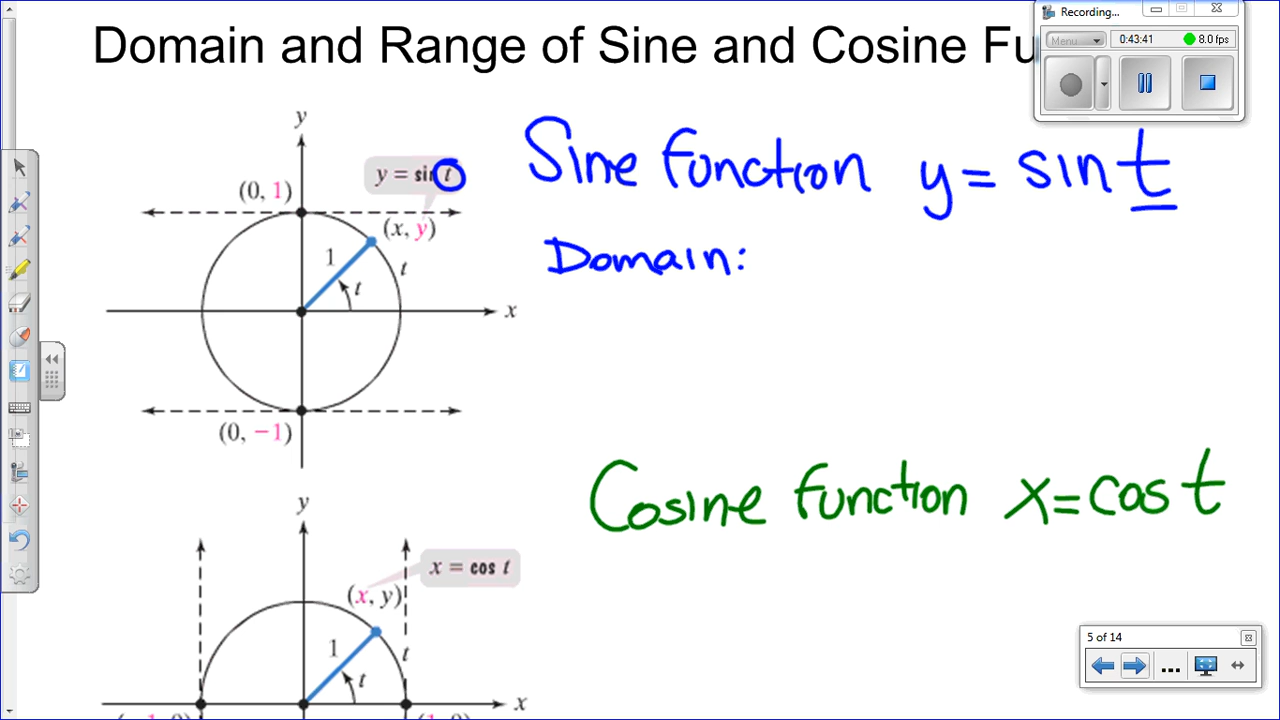 Domain and Range of Sine and Cosine Fu
Recording...
Menu
0:43:41
8.0 fps
y
y = sin t
(0, 1)
(x, y)
1
t
t
x
(0, −1)
Sine function y = sin t
Domain:
Cosine function x = cos t
y
x = cos t
(x, y)
1
t
t
x
5 of 14
...